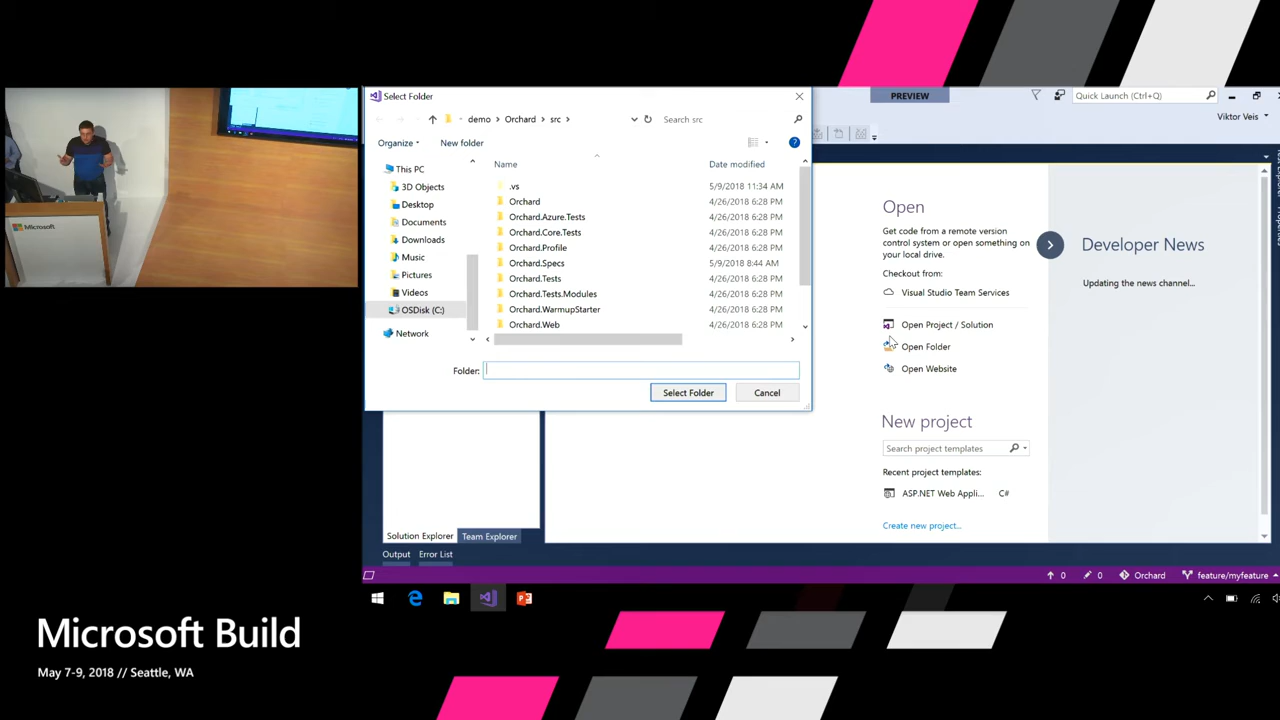 Select Folder
demo > Orchard > src >
Search src
Organize
New folder
This PC
3D Objects
Desktop
Documents
Downloads
Music
Pictures
Videos
OSDisk (C:)
Network
Name
Date modified
.vs
5/9/2018 11:34 AM
Orchard
4/26/2018 6:28 PM
Orchard.Azure.Tests
4/26/2018 6:28 PM
Orchard.Core.Tests
4/26/2018 6:28 PM
Orchard.Profile
4/26/2018 6:28 PM
Orchard.Specs
5/9/2018 8:44 AM
Orchard.Tests
4/26/2018 6:28 PM
Orchard.Tests.Modules
4/26/2018 6:28 PM
Orchard.WarmupStarter
4/26/2018 6:28 PM
Orchard.Web
4/26/2018 6:28 PM
Folder:
Select Folder
Cancel
PREVIEW
Quick Launch (Ctrl+Q)
Viktor Veis
Open
Get code from a remote version
control system or open something on
your local drive.
Checkout from:
Visual Studio Team Services
Open Project / Solution
Open Folder
Open Website
New project
Search project templates
Recent project templates:
ASP.NET Web Appli...
C#
Create new project...
Developer News
Updating the news channel...
Solution Explorer
Team Explorer
Output
Error List
0
0
Orchard
feature/myfeature
Microsoft
Microsoft Build
May 7-9, 2018 // Seattle, WA